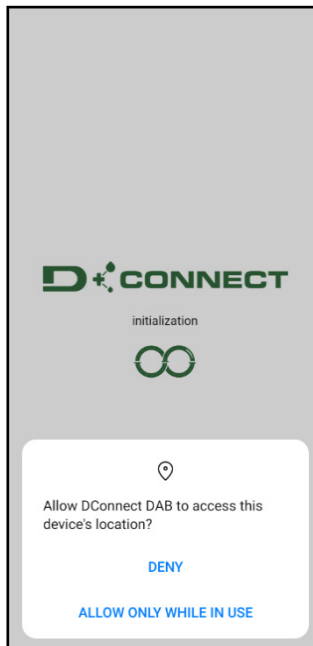 D+CONNECT
initialization
Allow DConnect DAB to access this
device's location?
DENY
ALLOW ONLY WHILE IN USE